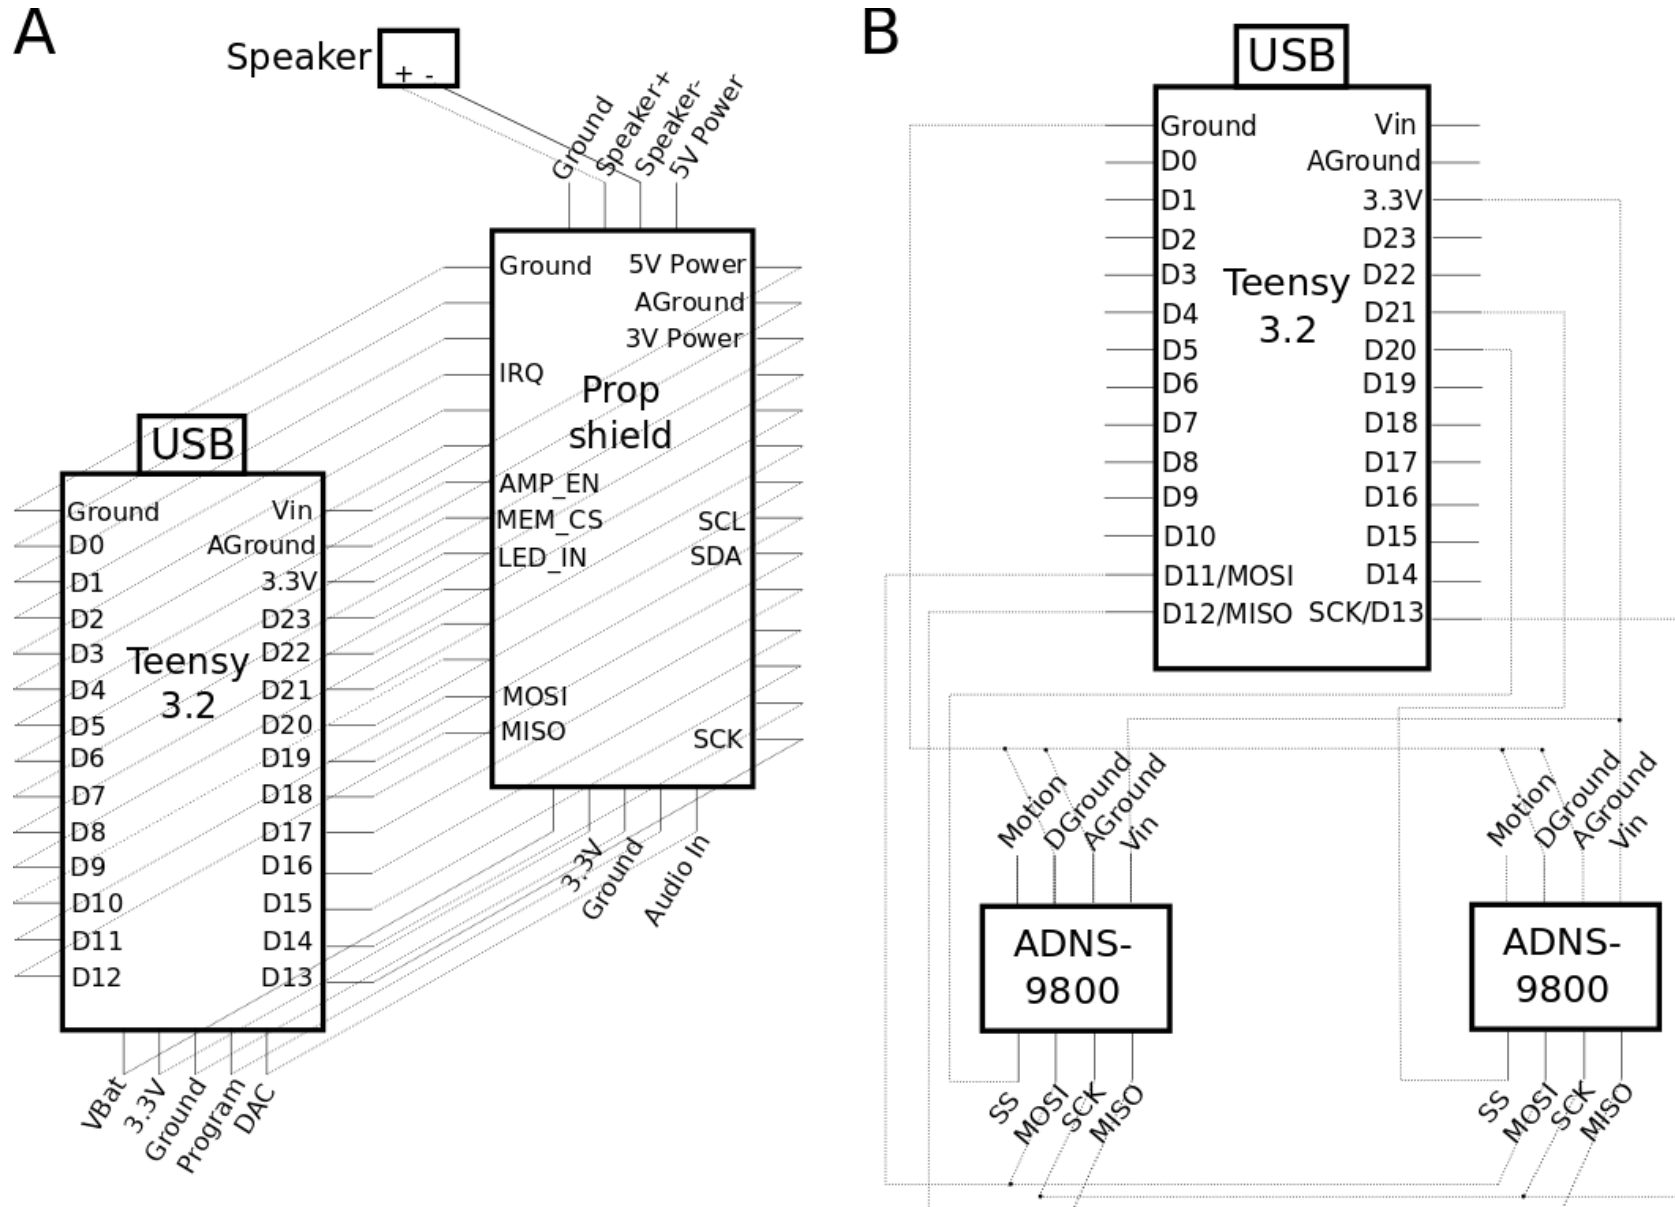 A
Speaker
+ -
Ground
Speaker+
Speaker-
5V Power
Ground
5V Power
AGround
3V Power
IRQ
Prop
shield
AMP_EN
MEM_CS
SCL
LED_IN
SDA
MOSI
MISO
SCK
3.3V
Ground
Audio In
USB
Ground
Vin
D0
AGround
D1
3.3V
D2
D23
D3
Teensy
D22
D4
3.2
D21
D5
D20
D6
D19
D7
D18
D8
D17
D9
D16
D10
D15
D11
D14
D12
D13
VBat
3.3V
Ground
Program
DAC
B
USB
Ground
Vin
D0
AGround
D1
3.3V
D2
D23
D3
Teensy
D22
D4
3.2
D21
D5
D20
D6
D19
D7
D18
D8
D17
D9
D16
D10
D15
D11/MOSI
D14
D12/MISO
SCK/D13
Motion
DGround
AGround
Vin
ADNS-
9800
SS
MOSI
SCK
MISO
Motion
DGround
AGround
Vin
ADNS-
9800
SS
MOSI
SCK
MISO